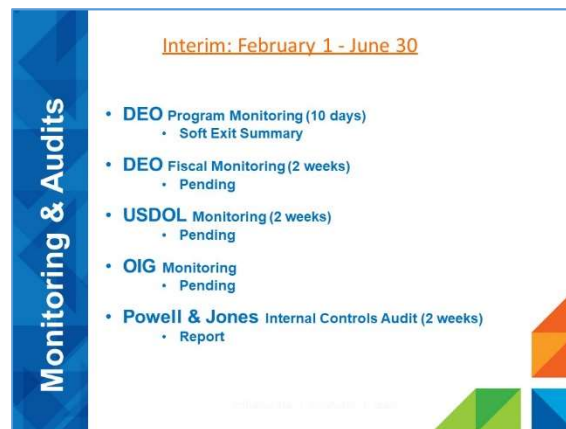 Monitoring & Audits
Interim: February 1 - June 30
• DEO Program Monitoring (10 days)
• Soft Exit Summary
• DEO Fiscal Monitoring (2 weeks)
• Pending
• USDOL Monitoring (2 weeks)
• Pending
• OIG Monitoring
• Pending
• Powell & Jones Internal Controls Audit (2 weeks)
• Report